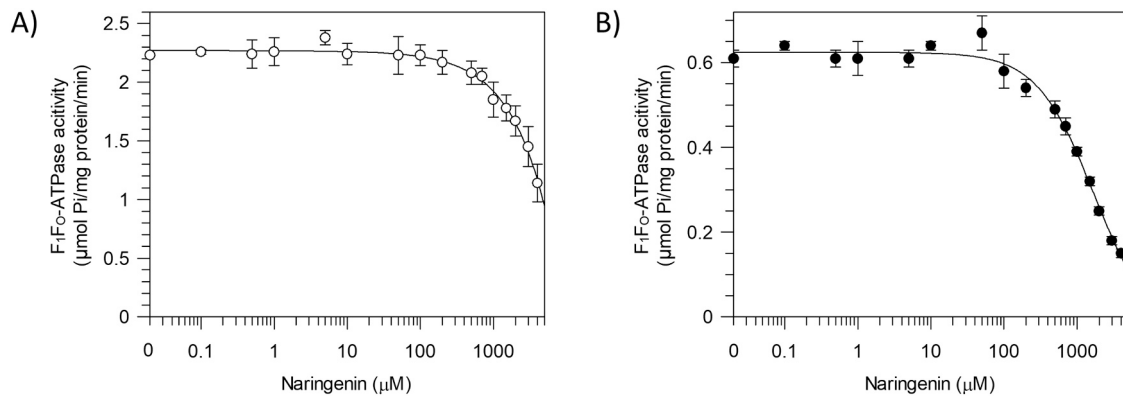 A)
2.5
2
1.5
1
0.5
0
F1FO-ATPase acitivity
(µmol Pi/mg protein/min)
0 0.1 1 10 100 1000
Naringenin (µM)
B)
0.6
0.4
0.2
0
F1FO-ATPase acitivity
(µmol Pi/mg protein/min)
0 0.1 1 10 100 1000
Naringenin (µM)